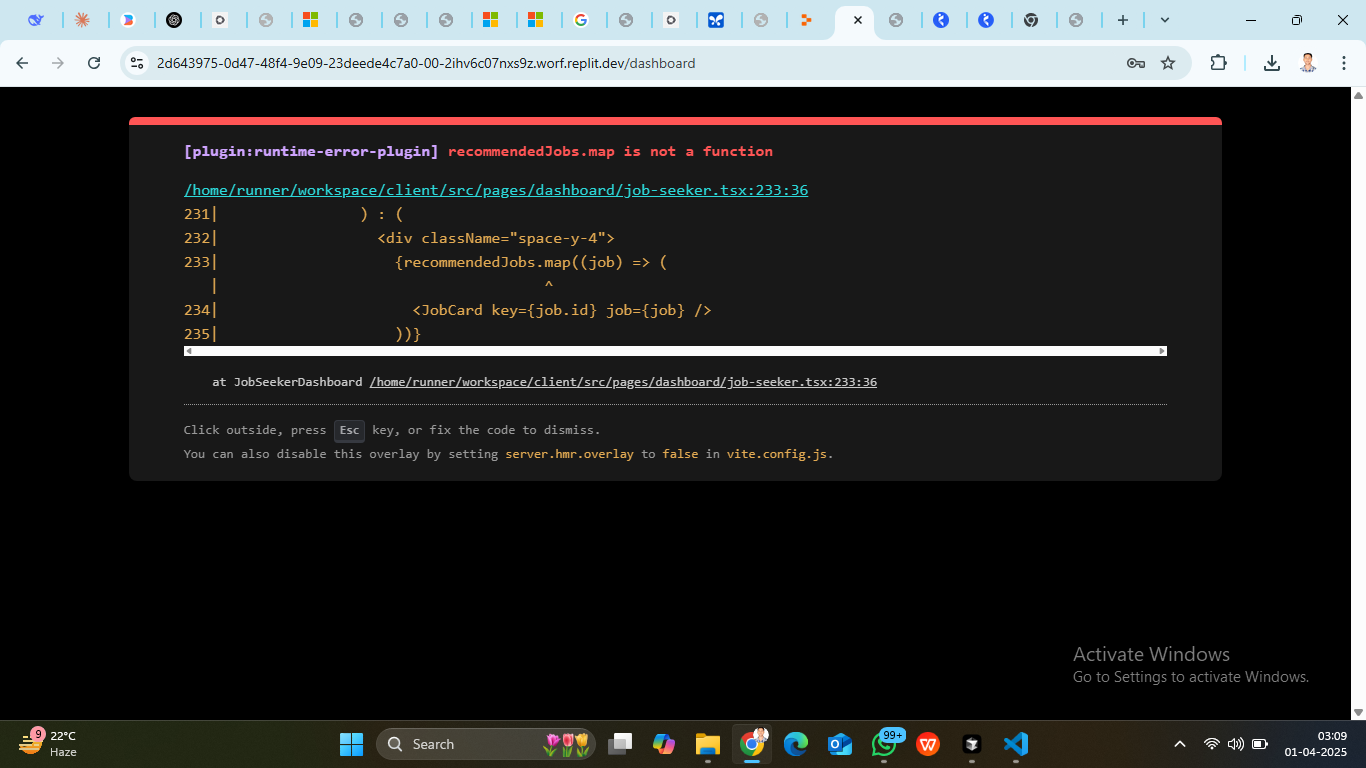 2d643975-0d47-48f4-9e09-23deede4c7a0-00-2ihv6c07nxs9z.worf.replit.dev/dashboard
[plugin:runtime-error-plugin] recommendedJobs.map is not a function
/home/runner/workspace/client/src/pages/dashboard/job-seeker.tsx:233:36
231|                ) : (
232|                  <div className="space-y-4">
233|                    {recommendedJobs.map((job) => (
   |                                     ^
234|                      <JobCard key={job.id} job={job} />
235|                    ))}
at JobSeekerDashboard /home/runner/workspace/client/src/pages/dashboard/job-seeker.tsx:233:36
Click outside, press Esc key, or fix the code to dismiss.
You can also disable this overlay by setting server.hmr.overlay to false in vite.config.js.
Activate Windows
Go to Settings to activate Windows.
9
22°C
Haze
Search
99+
03:09
01-04-2025